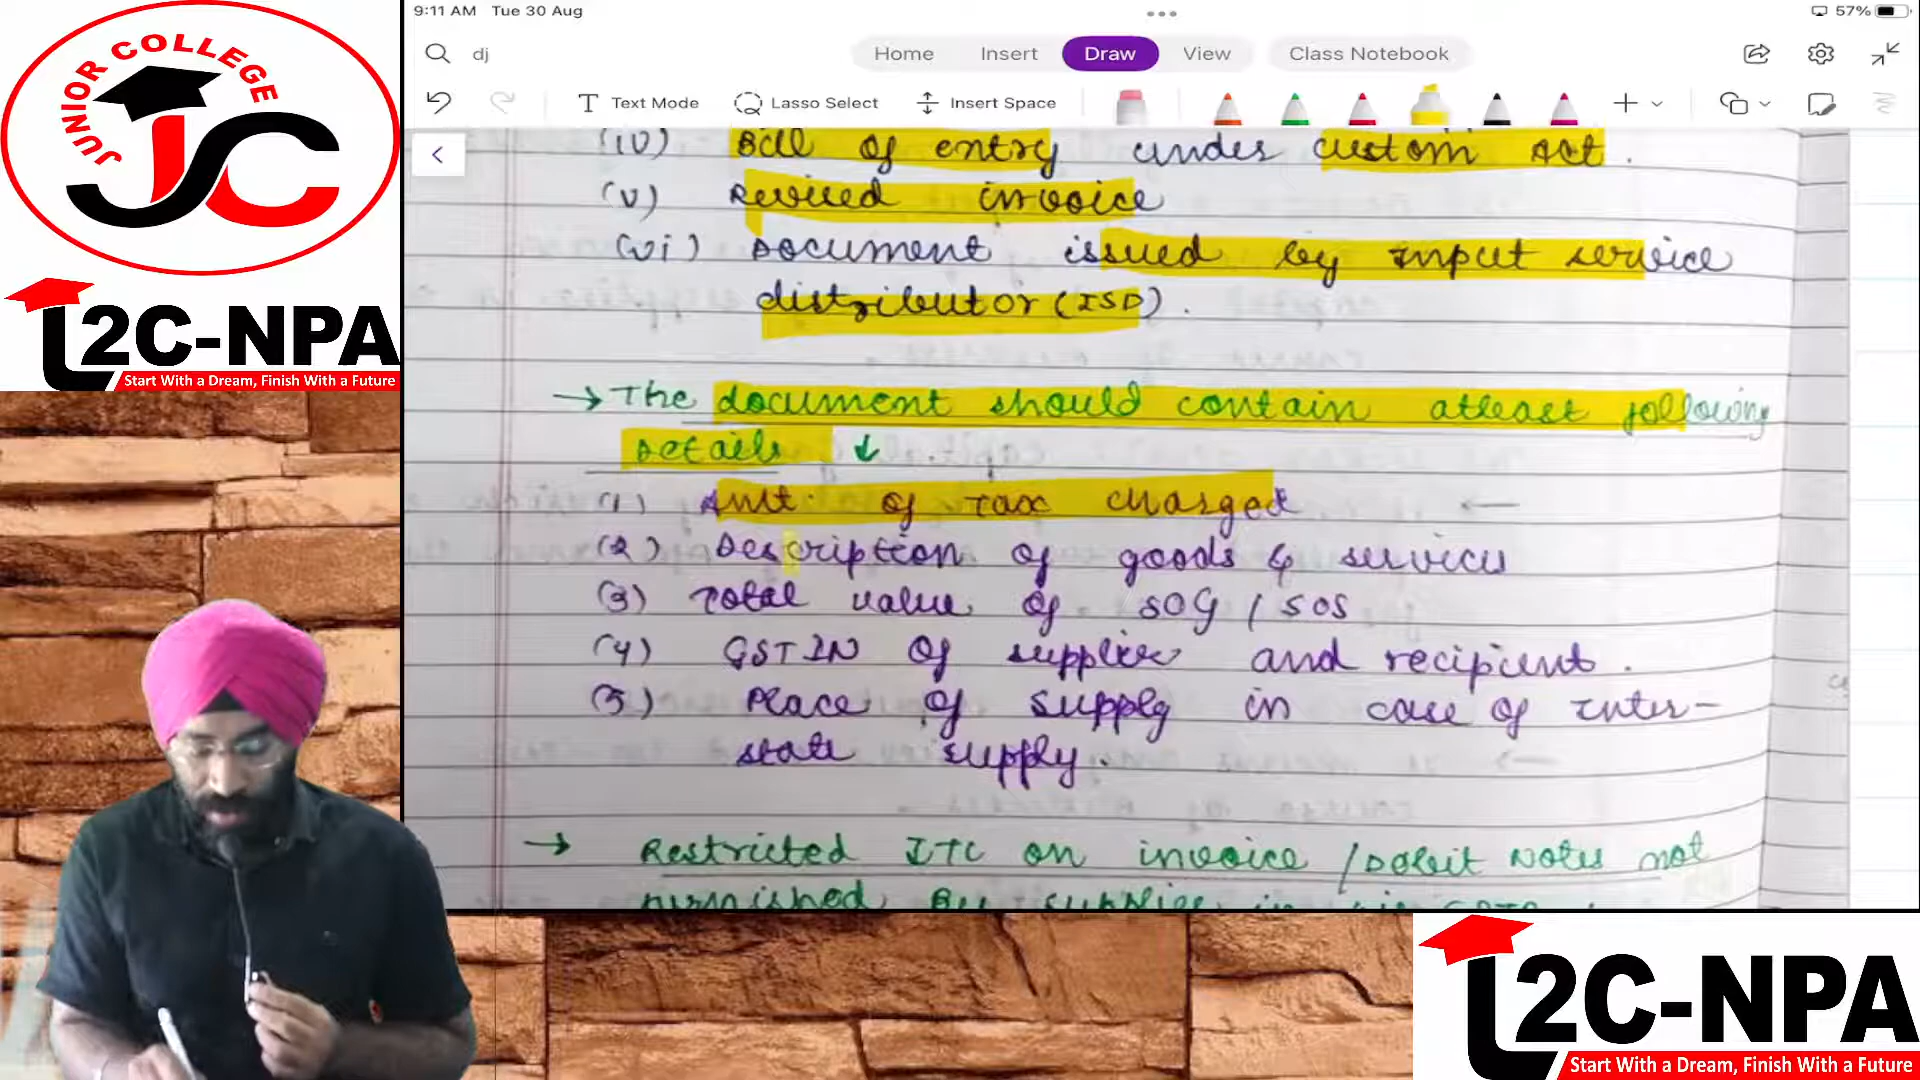 9:11 AM Tue 30 Aug
57%
dj
Home Insert Draw View Class Notebook
Text Mode Lasso Select Insert Space
JUNIOR COLLEGE
JC
L2C-NPA
Start With a Dream, Finish With a Future
(iv) Bill of entry under custom Act.
(v) Revised invoice
(vi) Document issued by input service
distributor (ISD).
→ The document should contain atleast following
details ↓
(1) Amt. of Tax charged
(2) Description of goods & services
(3) Total value of SOG / SOS
(4) GSTIN of supplier and recipient.
(5) Place of supply in case of inter-
state supply.
→ Restricted ITC on invoice / Debit Notes not
furnished By supplier in
L2C-NPA
Start With a Dream, Finish With a Future